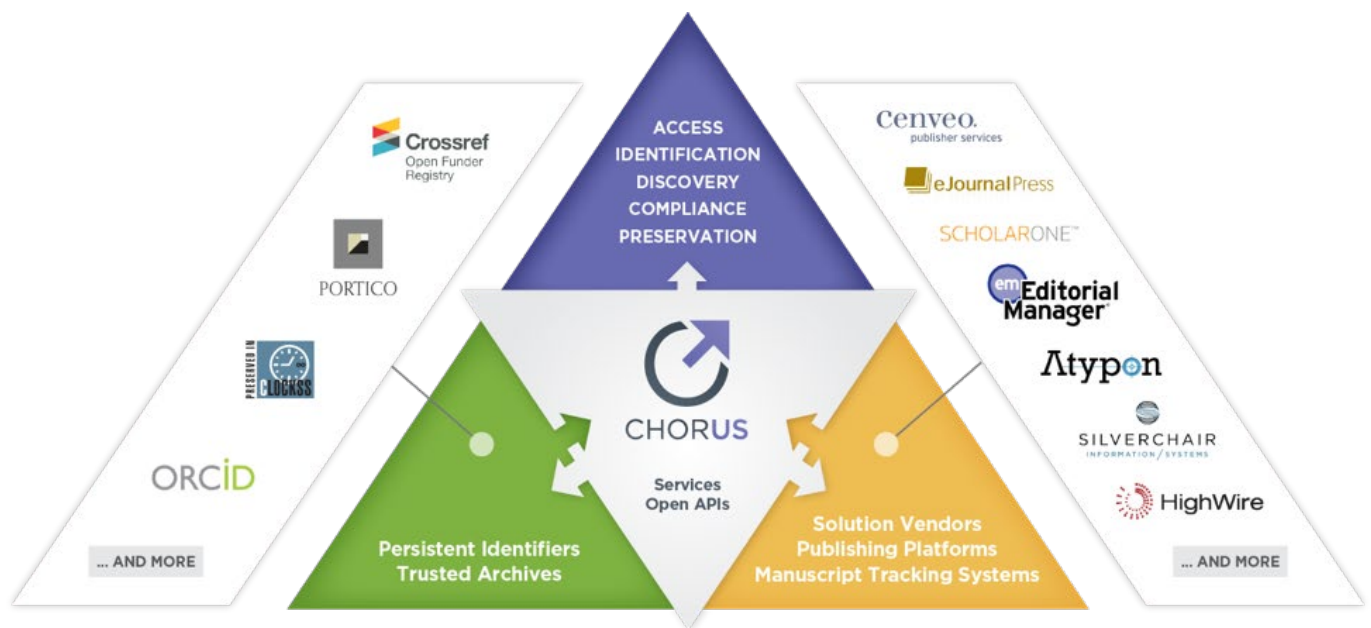 Crossref
Open Funder
Registry
PORTICO
PRESERVED IN
CLOCKSS
ORCiD
... AND MORE
ACCESS
IDENTIFICATION
DISCOVERY
COMPLIANCE
PRESERVATION
CHORUS
Services
Open APIs
Persistent Identifiers
Trusted Archives
Solution Vendors
Publishing Platforms
Manuscript Tracking Systems
cenveo.
publisher services
eJournalPress
SCHOLARONE™
em Editorial
Manager®
Atypon
SILVERCHAIR
INFORMATION/SYSTEMS
HighWire
... AND MORE